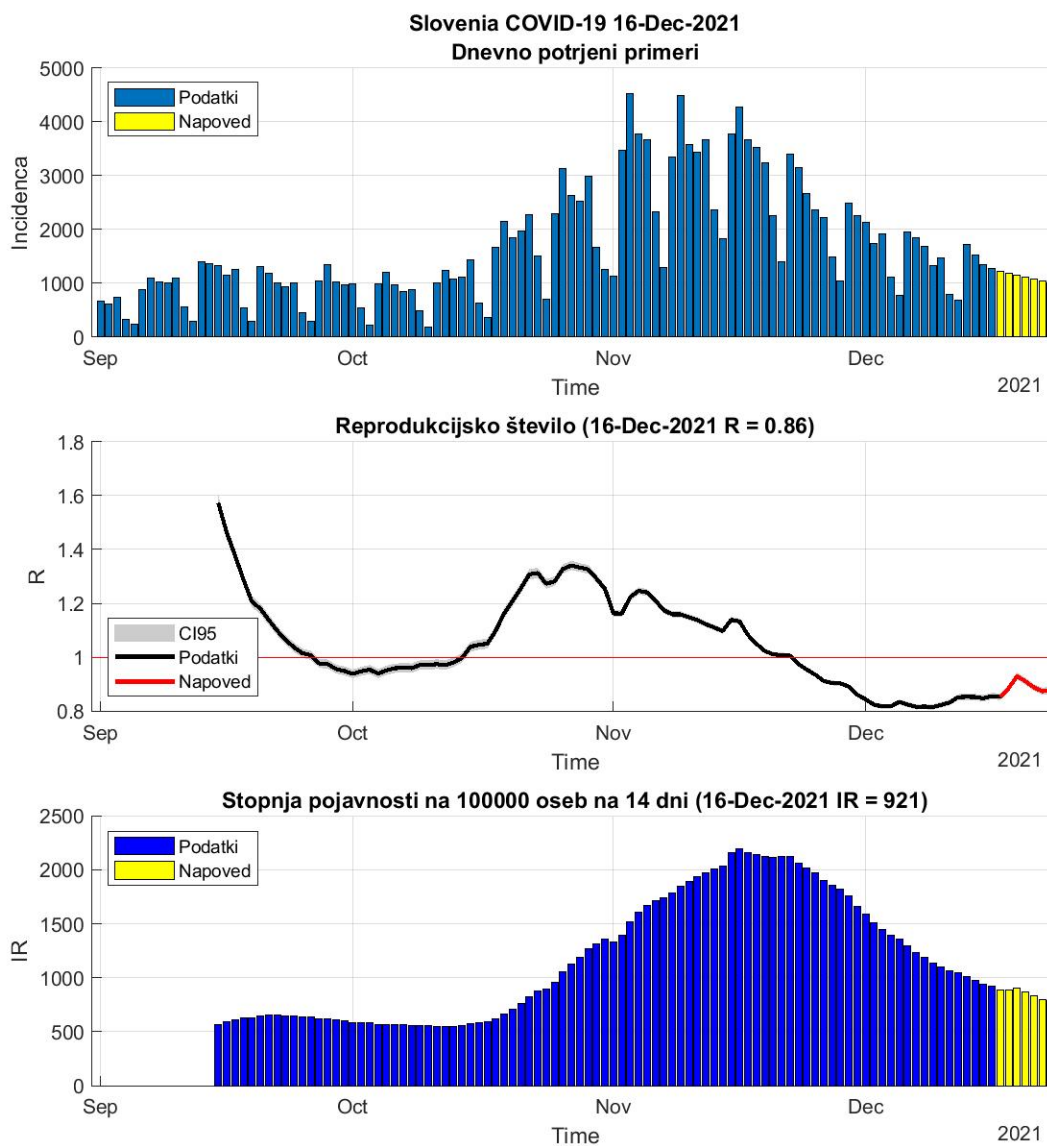 Slovenia COVID-19 16-Dec-2021
Dnevno potrjeni primeri
5000
4000
3000
2000
1000
0
Incidenca
Podatki
Napoved
Sep
Oct
Nov
Dec
Time
2021
Reprodukcijsko število (16-Dec-2021 R = 0.86)
1.8
1.6
1.4
1.2
1
0.8
R
CI95
Podatki
Napoved
Sep
Oct
Nov
Dec
Time
2021
Stopnja pojavnosti na 100000 oseb na 14 dni (16-Dec-2021 IR = 921)
2500
2000
1500
1000
500
0
IR
Podatki
Napoved
Sep
Oct
Nov
Dec
Time
2021